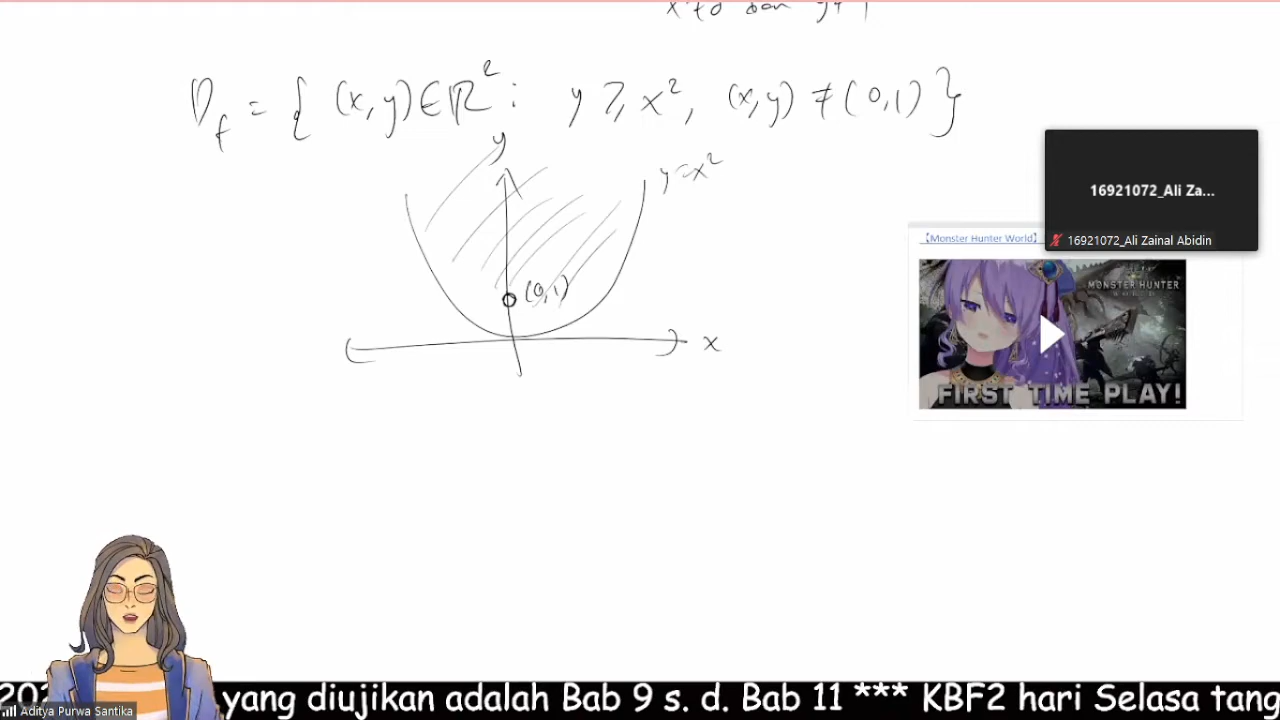 D_f = { (x,y) ∈ ℝ² : y ≥ x², (x,y) ≠ (0,1) }
y
y = x²
(0,1)
x
16921072_Ali Za...
16921072_Ali Zainal Abidin
【Monster Hunter World】
MONSTER HUNTER
WORLD
FIRST TIME PLAY!
yang diujikan adalah Bab 9 s. d. Bab 11 *** KBF2 hari Selasa tang
Aditya Purwa Santika